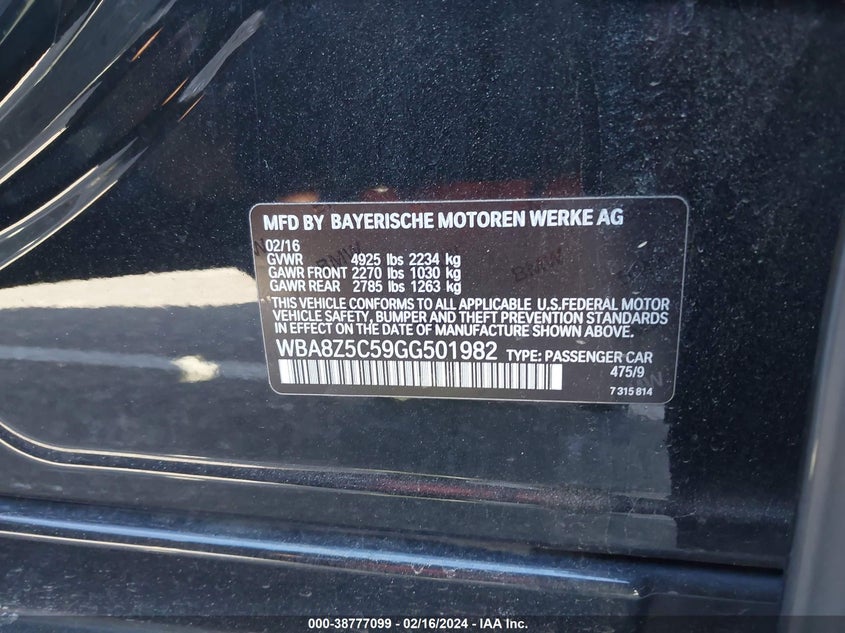 MFD BY BAYERISCHE MOTOREN WERKE AG
02/16
GVWR 4925 lbs 2234 kg
GAWR FRONT 2270 lbs 1030 kg
GAWR REAR 2785 lbs 1263 kg
THIS VEHICLE CONFORMS TO ALL APPLICABLE U.S.FEDERAL MOTOR
VEHICLE SAFETY, BUMPER AND THEFT PREVENTION STANDARDS
IN EFFECT ON THE DATE OF MANUFACTURE SHOWN ABOVE.
WBA8Z5C59GG501982 TYPE: PASSENGER CAR
475/9
7 315 814
000-38777099 — 02/16/2024 — IAA Inc.